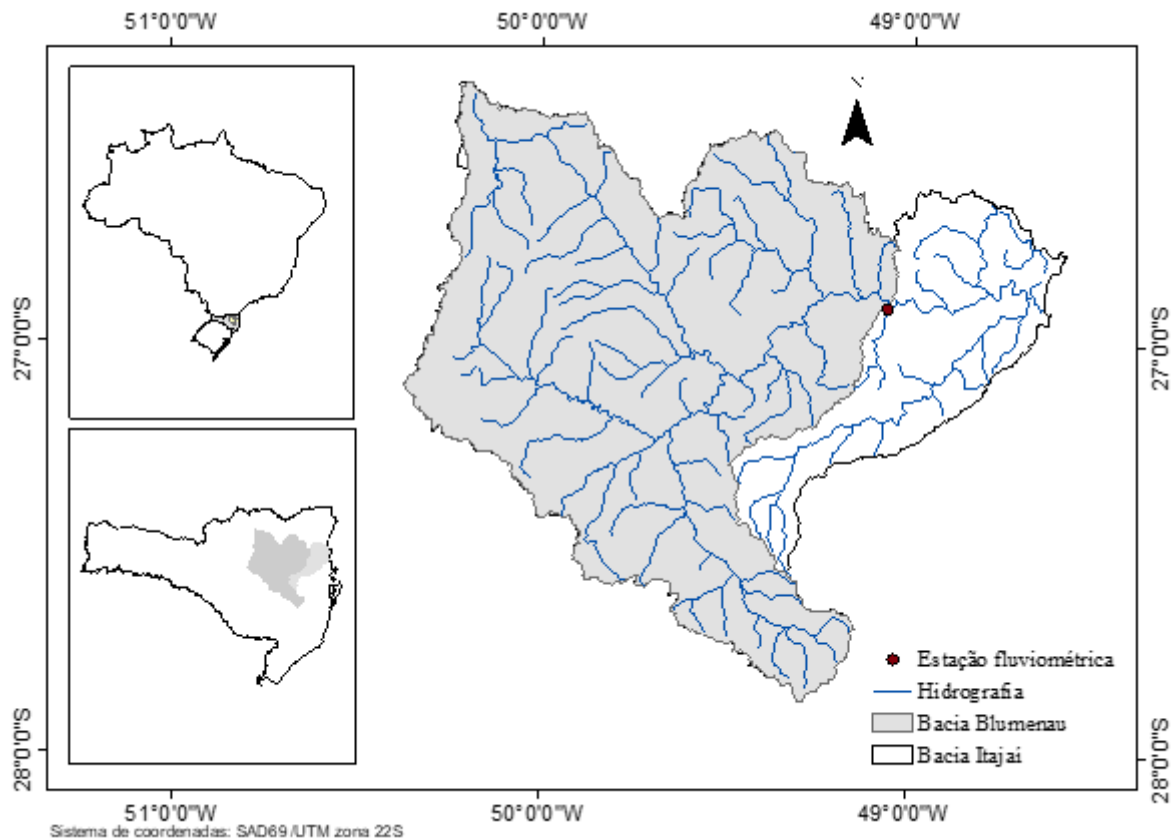 51°0'0"W 50°0'0"W 49°0'0"W
27°0'0"S
27°0'0"S
28°0'0"S
28°0'0"S
Estação fluviométrica
Hidrografia
Bacia Blumenau
Bacia Itajaí
51°0'0"W 50°0'0"W 49°0'0"W
Sistema de coordenadas: SAD69/UTM zona 22S